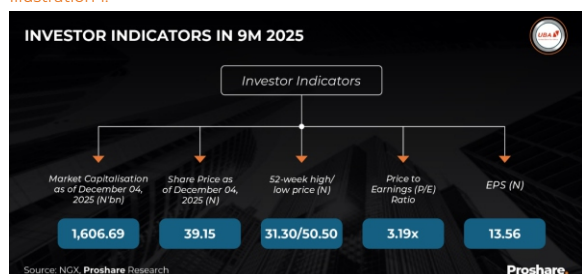 INVESTOR INDICATORS IN 9M 2025
UBA
Investor Indicators
Market Capitalisation
as of December 04,
2025 (N'bn)
1,606.69
Share Price as
of December 04,
2025 (N)
39.15
52-week high/
low price (N)
31.30/50.50
Price to
Earnings (P/E)
Ratio
3.19x
EPS (N)
13.56
Source: NGX, Proshare Research
Proshare.